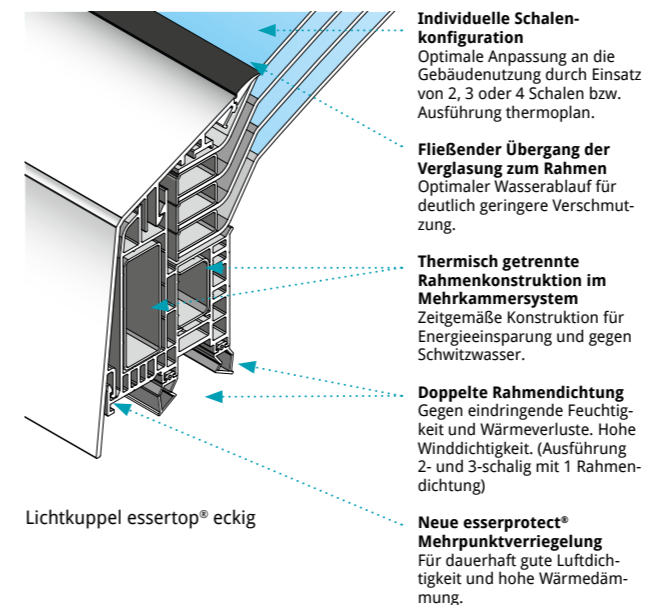 Individuelle Schalen-
konfiguration
Optimale Anpassung an die
Gebäudenutzung durch Einsatz
von 2, 3 oder 4 Schalen bzw.
Ausführung thermoplan.
Fließender Übergang der
Verglasung zum Rahmen
Optimaler Wasserablauf für
deutlich geringere Verschmut-
zung.
Thermisch getrennte
Rahmenkonstruktion im
Mehrkammersystem
Zeitgemäße Konstruktion für
Energieeinsparung und gegen
Schwitzwasser.
Doppelte Rahmendichtung
Gegen eindringende Feuchtig-
keit und Wärmeverluste. Hohe
Winddichtigkeit. (Ausführung
2- und 3-schalig mit 1 Rahmen-
dichtung)
Neue esserprotect®
Mehrpunktverriegelung
Für dauerhaft gute Luftdich-
tigkeit und hohe Wärmedäm-
mung.
Lichtkuppel essertop® eckig